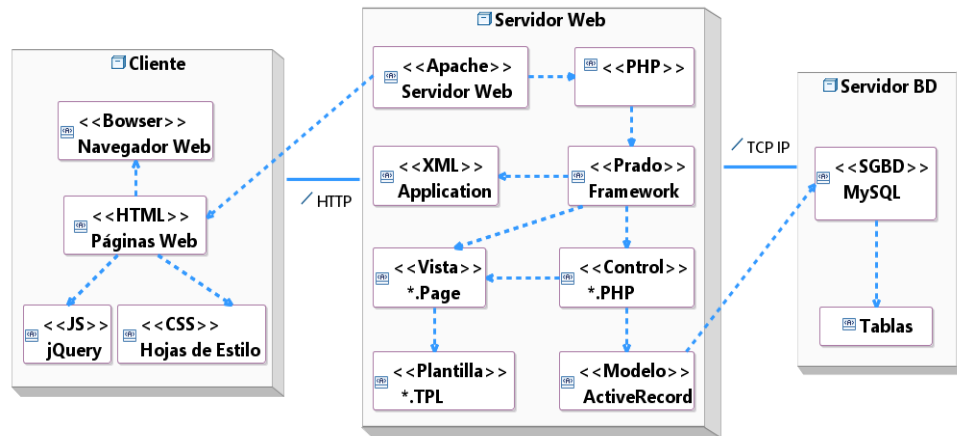 Cliente
<<Bowser>>
Navegador Web
<<HTML>>
Páginas Web
<<JS>>
jQuery
<<CSS>>
Hojas de Estilo
HTTP
Servidor Web
<<Apache>>
Servidor Web
<<PHP>>
<<XML>>
Application
<<Prado>>
Framework
<<Vista>>
*.Page
<<Control>>
*.PHP
<<Plantilla>>
*.TPL
<<Modelo>>
ActiveRecord
TCP IP
Servidor BD
<<SGBD>>
MySQL
Tablas